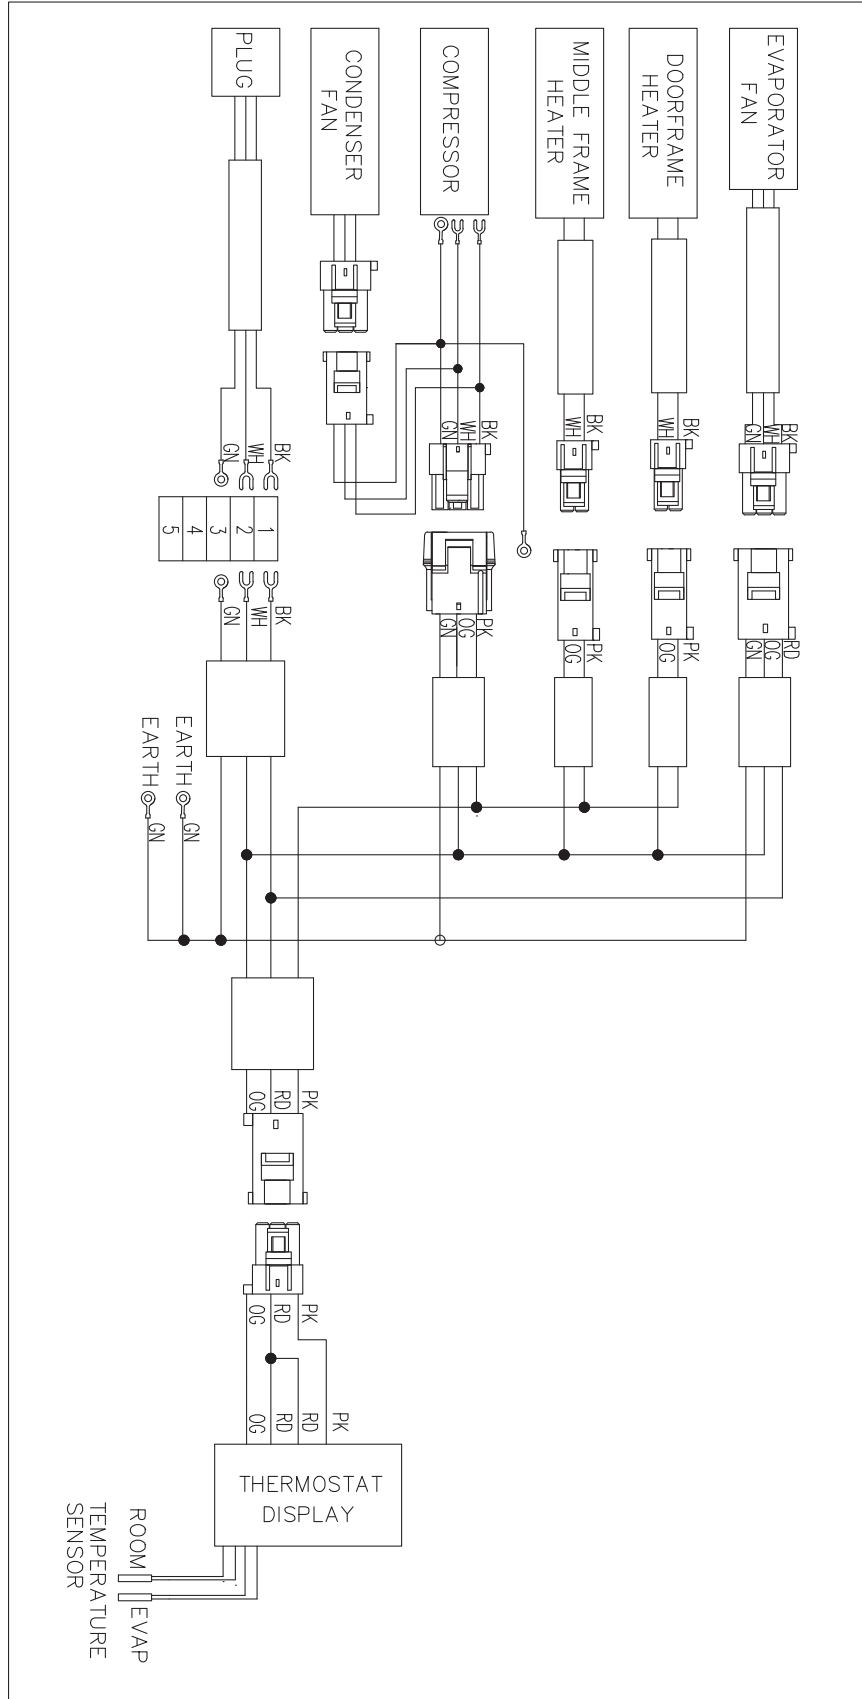 PLUG
CONDENSER
FAN
COMPRESSOR
MIDDLE FRAME
HEATER
DOORFRAME
HEATER
EVAPORATOR
FAN
GN
WH
BK
GN
WH
BK
WH
BK
WH
BK
GN
WH
BK
5
4
3
2
1
GN
WH
BK
GN
OG
PK
OG
PK
OG
PK
GN
OG
RD
EARTH
GN
EARTH
GN
OG
RD
PK
OG
RD
PK
OG
RD
RD
PK
THERMOSTAT
DISPLAY
ROOM
EVAP
TEMPERATURE
SENSOR